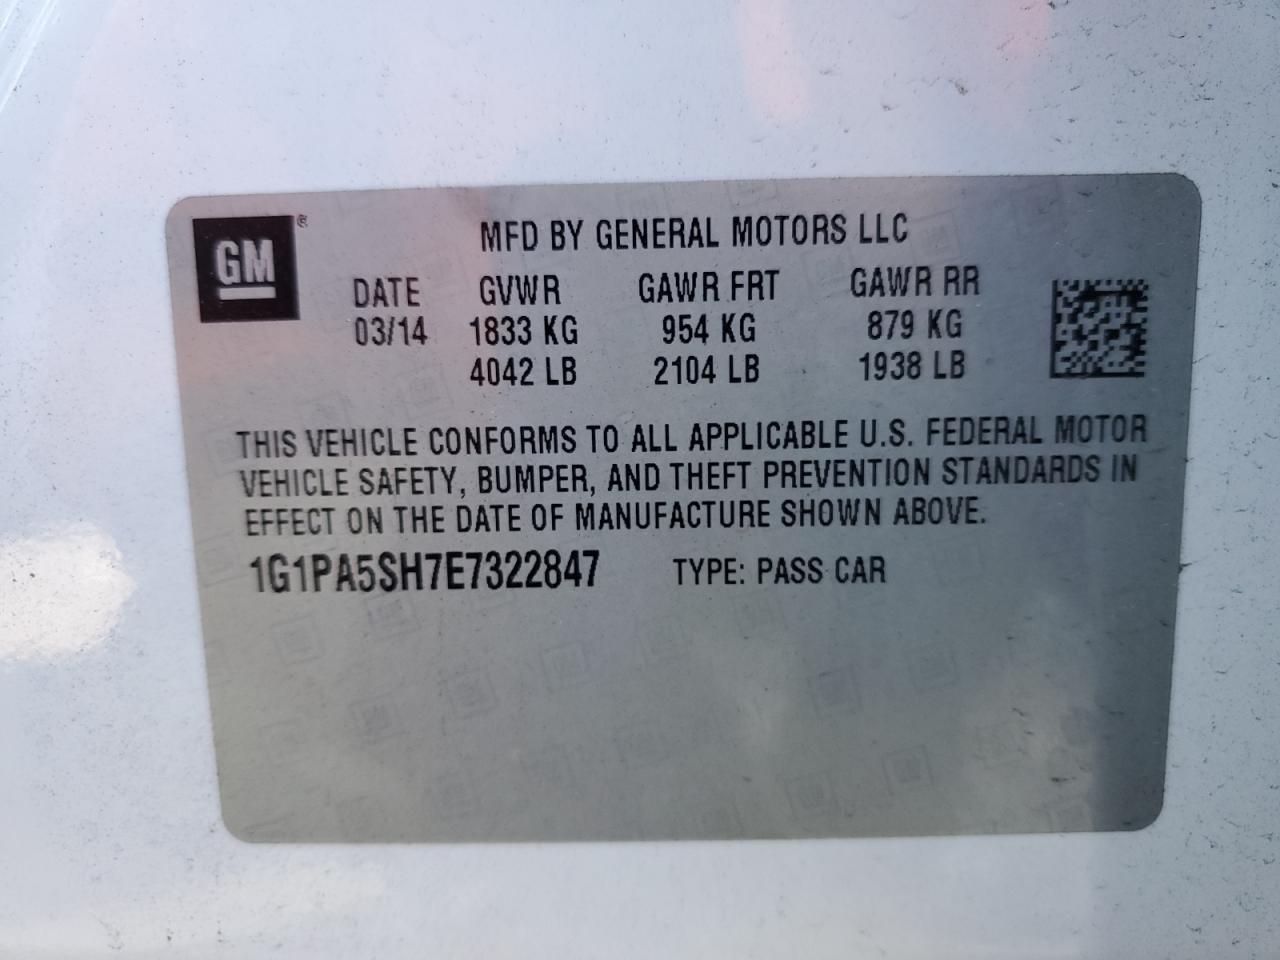 GM®
MFD BY GENERAL MOTORS LLC
DATE GVWR GAWR FRT GAWR RR
03/14 1833 KG 954 KG 879 KG
4042 LB 2104 LB 1938 LB
THIS VEHICLE CONFORMS TO ALL APPLICABLE U.S. FEDERAL MOTOR
VEHICLE SAFETY, BUMPER, AND THEFT PREVENTION STANDARDS IN
EFFECT ON THE DATE OF MANUFACTURE SHOWN ABOVE.
1G1PA5SH7E7322847 TYPE: PASS CAR